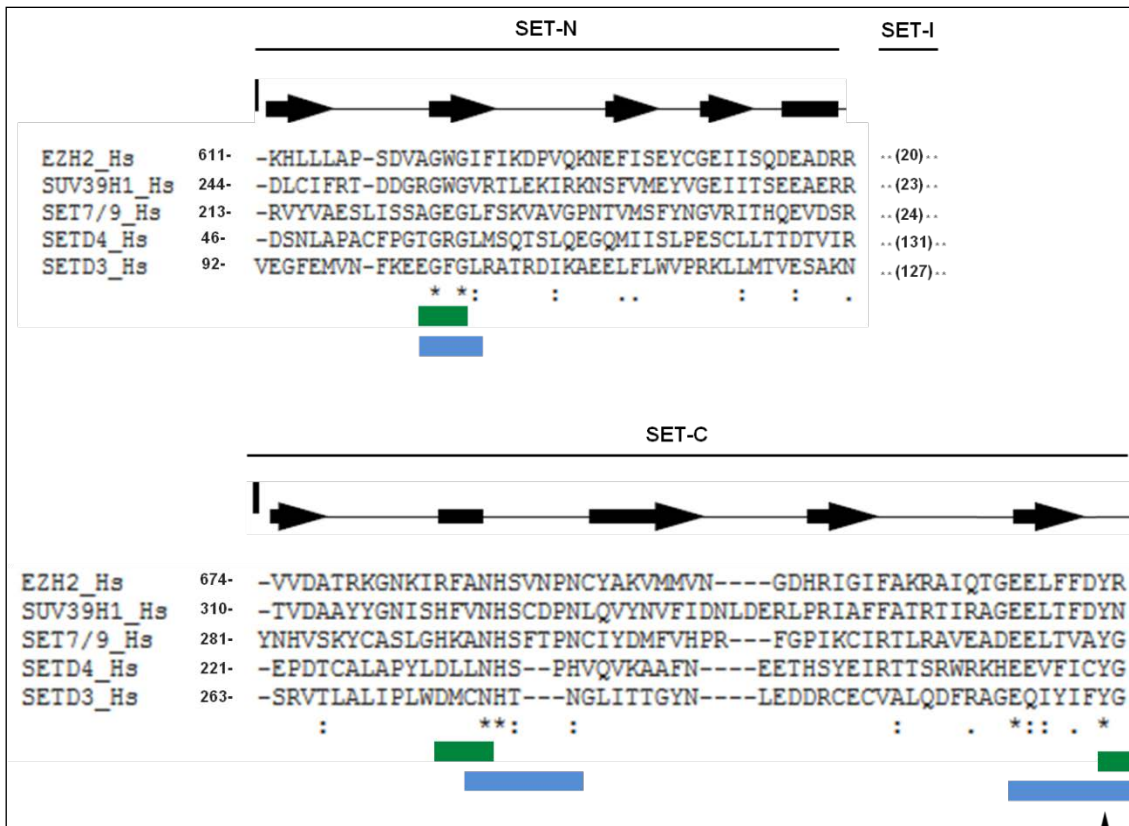 SET-N SET-I
EZH2_Hs 611- -KHLLLAP-SDVAGWGIFIKDPVQKNEFISEYCGEIISQDEADRR ..(20)..
SUV39H1_Hs 244- -DLCIFRT-DDGRGWGVRTLEKIRKNSFVMEYVGEIITSEEAERR ..(23)..
SET7/9_Hs 213- -RVYVAESLISSAGEGLFSKVAVGPNTVMSFYNGVRITHQEVDSR ..(24)..
SETD4_Hs 46- -DSNLAPACFPGTGRGLMSQTSLQEGQMIISLPESCLLTTDTVIR ..(131)..
SETD3_Hs 92- VEGFEMVN-FKEEGFGLRATRDIKAEELFLWVPRKLLMTVESAKN ..(127)..
* *: : .. : : .
SET-C
EZH2_Hs 674- -VVDATRKGNKIRFANHSVNPNCYAKVMMVN----GDHRIGIFAKRAIQTGEELFFDYR
SUV39H1_Hs 310- -TVDAAYYGNISHFVNHSCDPNLQVYNVFIDNLDERLPRIAFFATRTIRAGEELTFDYN
SET7/9_Hs 281- YNHVSKYCASLGHKANHSFTPNCIYDMFVHPR---FGPIKCIRTLRAVEADEELTVAYG
SETD4_Hs 221- -EPDTCALAPYLDLLNHS--PHVQVKAAFN----EETHSYEIRTTSRWRKHEEVFICYG
SETD3_Hs 263- -SRVTLALIPLWDMCNHT---NGLITTGYN----LEDDRCECVALQDFRAGEQIYIFYG
: **: : : . *:: . *